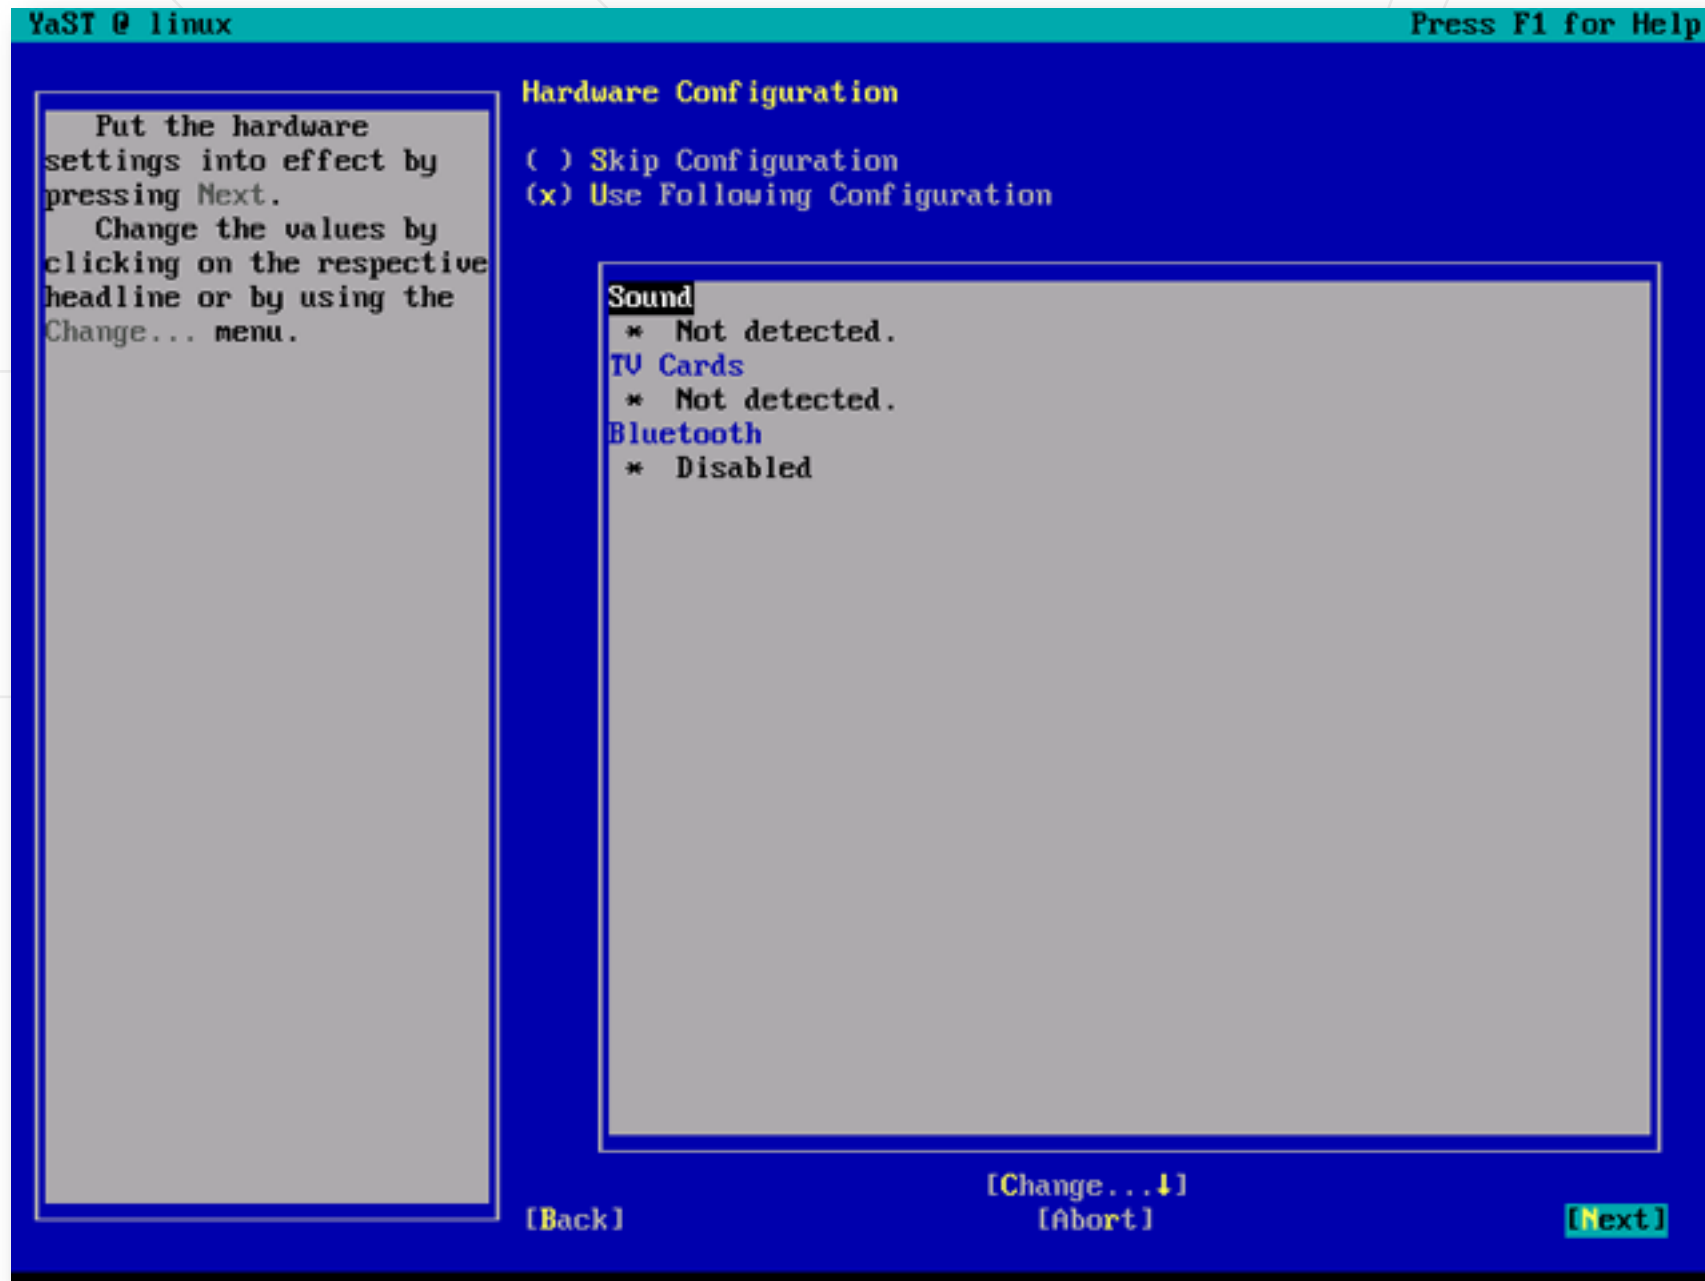 YaST @ linux
Press F1 for Help
Put the hardware
settings into effect by
pressing Next.
Change the values by
clicking on the respective
headline or by using the
Change... menu.
Hardware Configuration
( ) Skip Configuration
(x) Use Following Configuration
Sound
* Not detected.
TV Cards
* Not detected.
Bluetooth
* Disabled
[Change...↓]
[Back]
[Abort]
[Next]